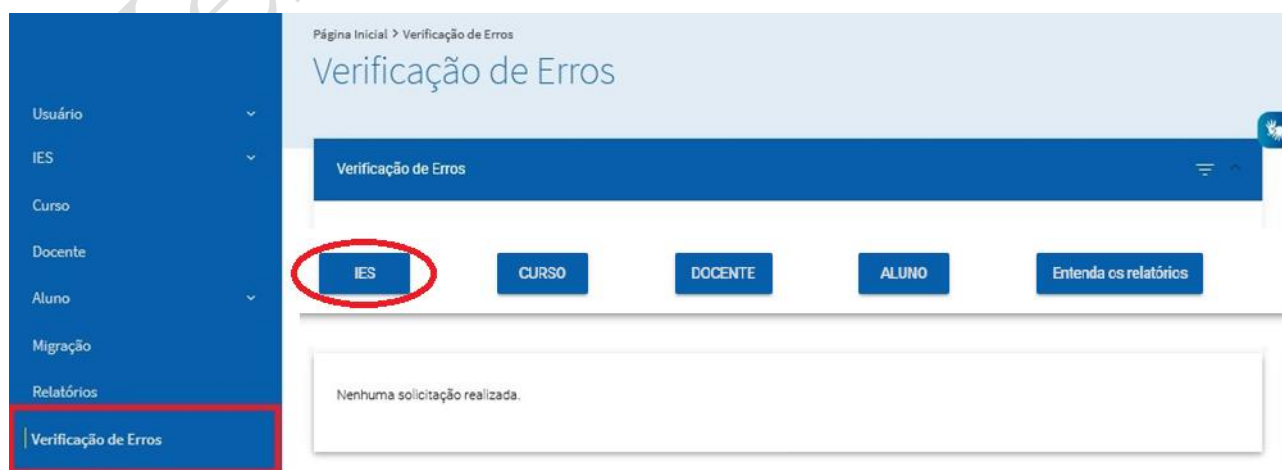 Página Inicial > Verificação de Erros
Verificação de Erros
Usuário
IES
Curso
Docente
Aluno
Migração
Relatórios
Verificação de Erros
Verificação de Erros
IES
CURSO
DOCENTE
ALUNO
Entenda os relatórios
Nenhuma solicitação realizada.